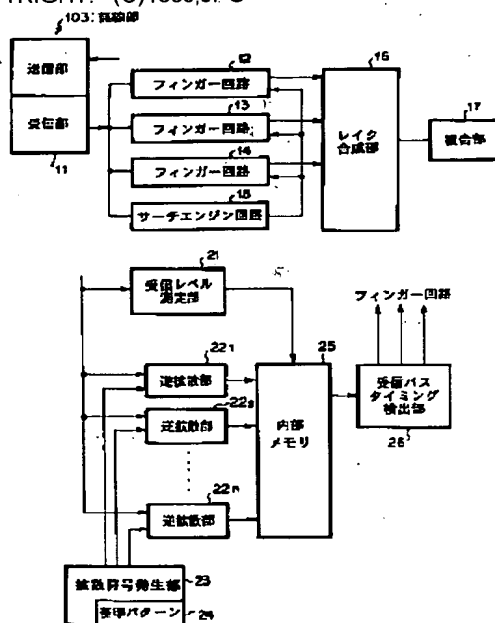 103:無線部
送信部
受信部
11
12
フィンガー回路
13
フィンガー回路
14
フィンガー回路
15
サーチエンジン回路
16
レイク
合成部
17
復合部
21
受信レベル
測定部
22₁
逆拡散部
22₂
逆拡散部
22n
逆拡散部
25
内部
メモリ
フィンガー回路
受信パス
タイミング
検出部
26
拡散符号発生部
23
基準パターン
24